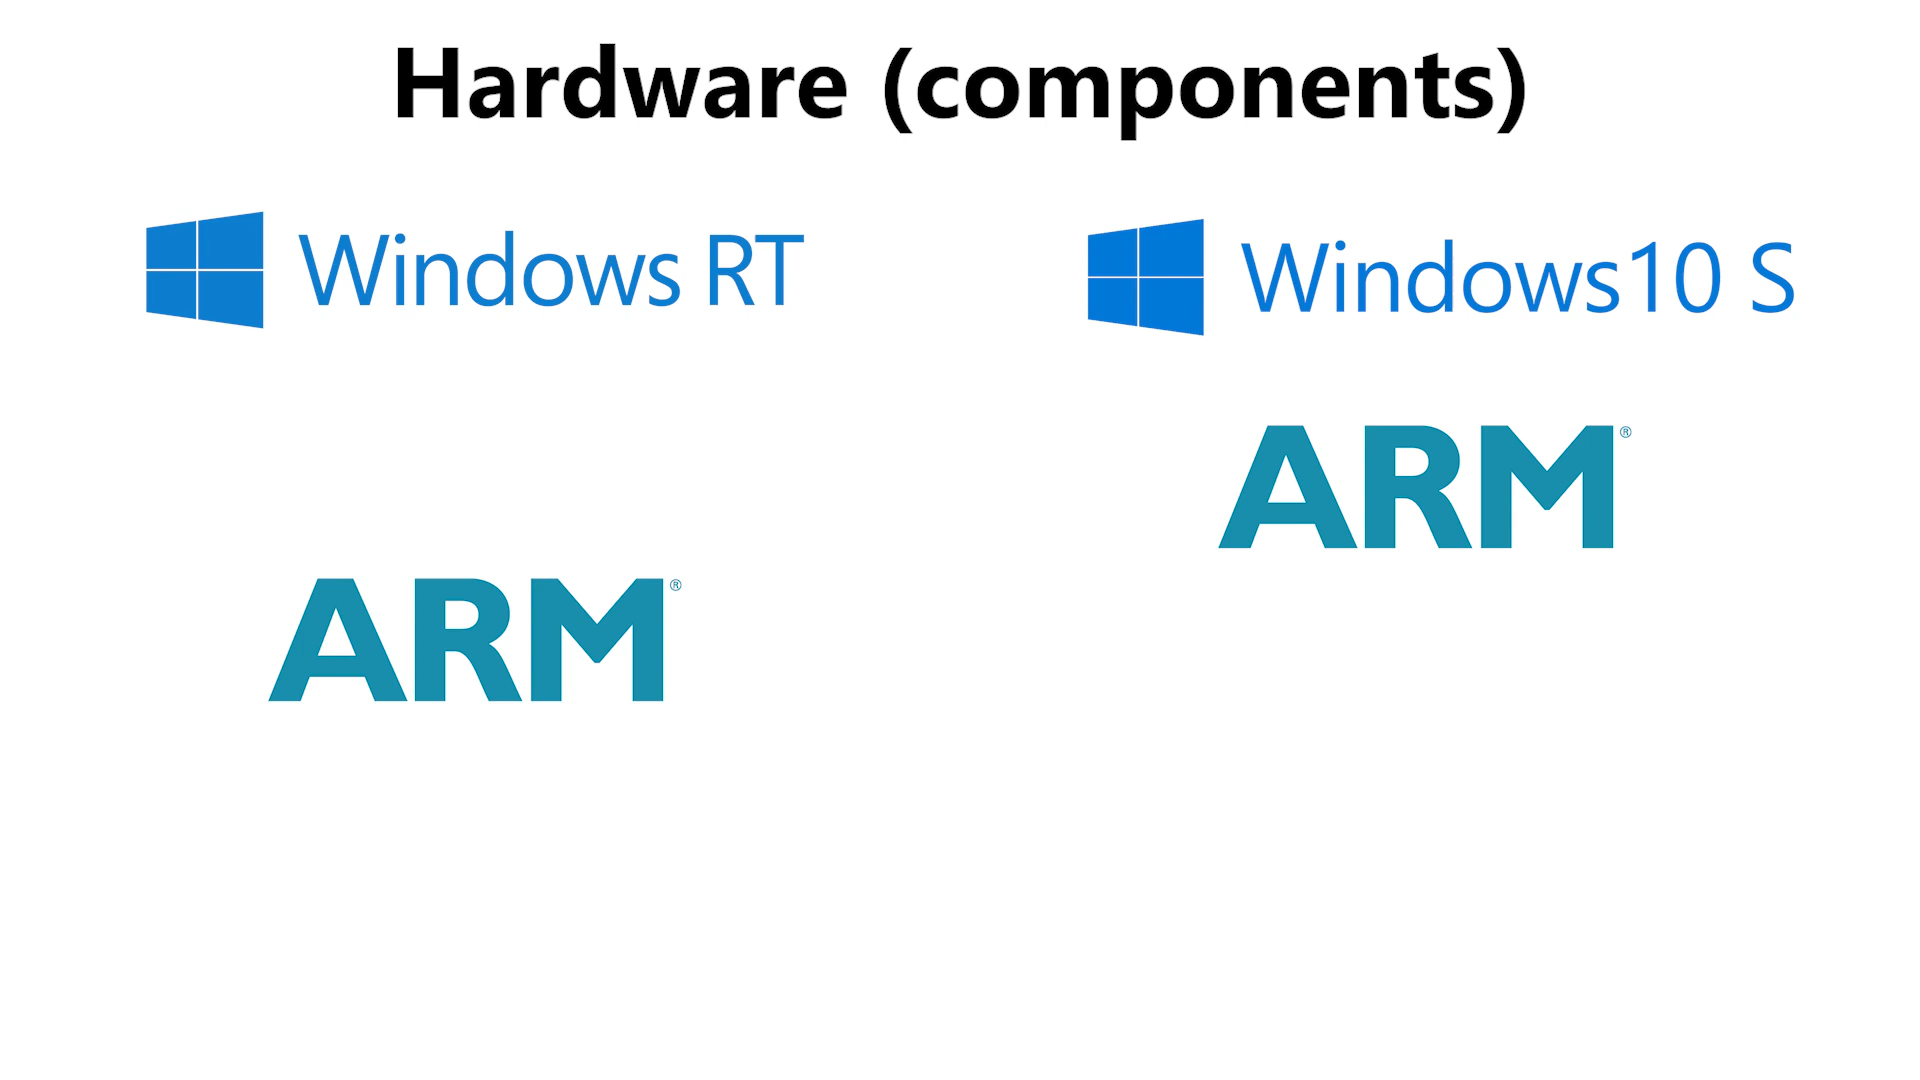 Hardware (components)
Windows RT
Windows10 S
ARM®
ARM®